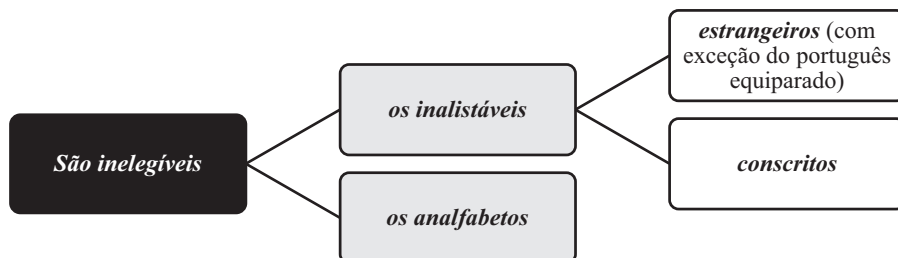 São inelegíveis
os inalistáveis
os analfabetos
estrangeiros (com
exceção do português
equiparado)
conscritos